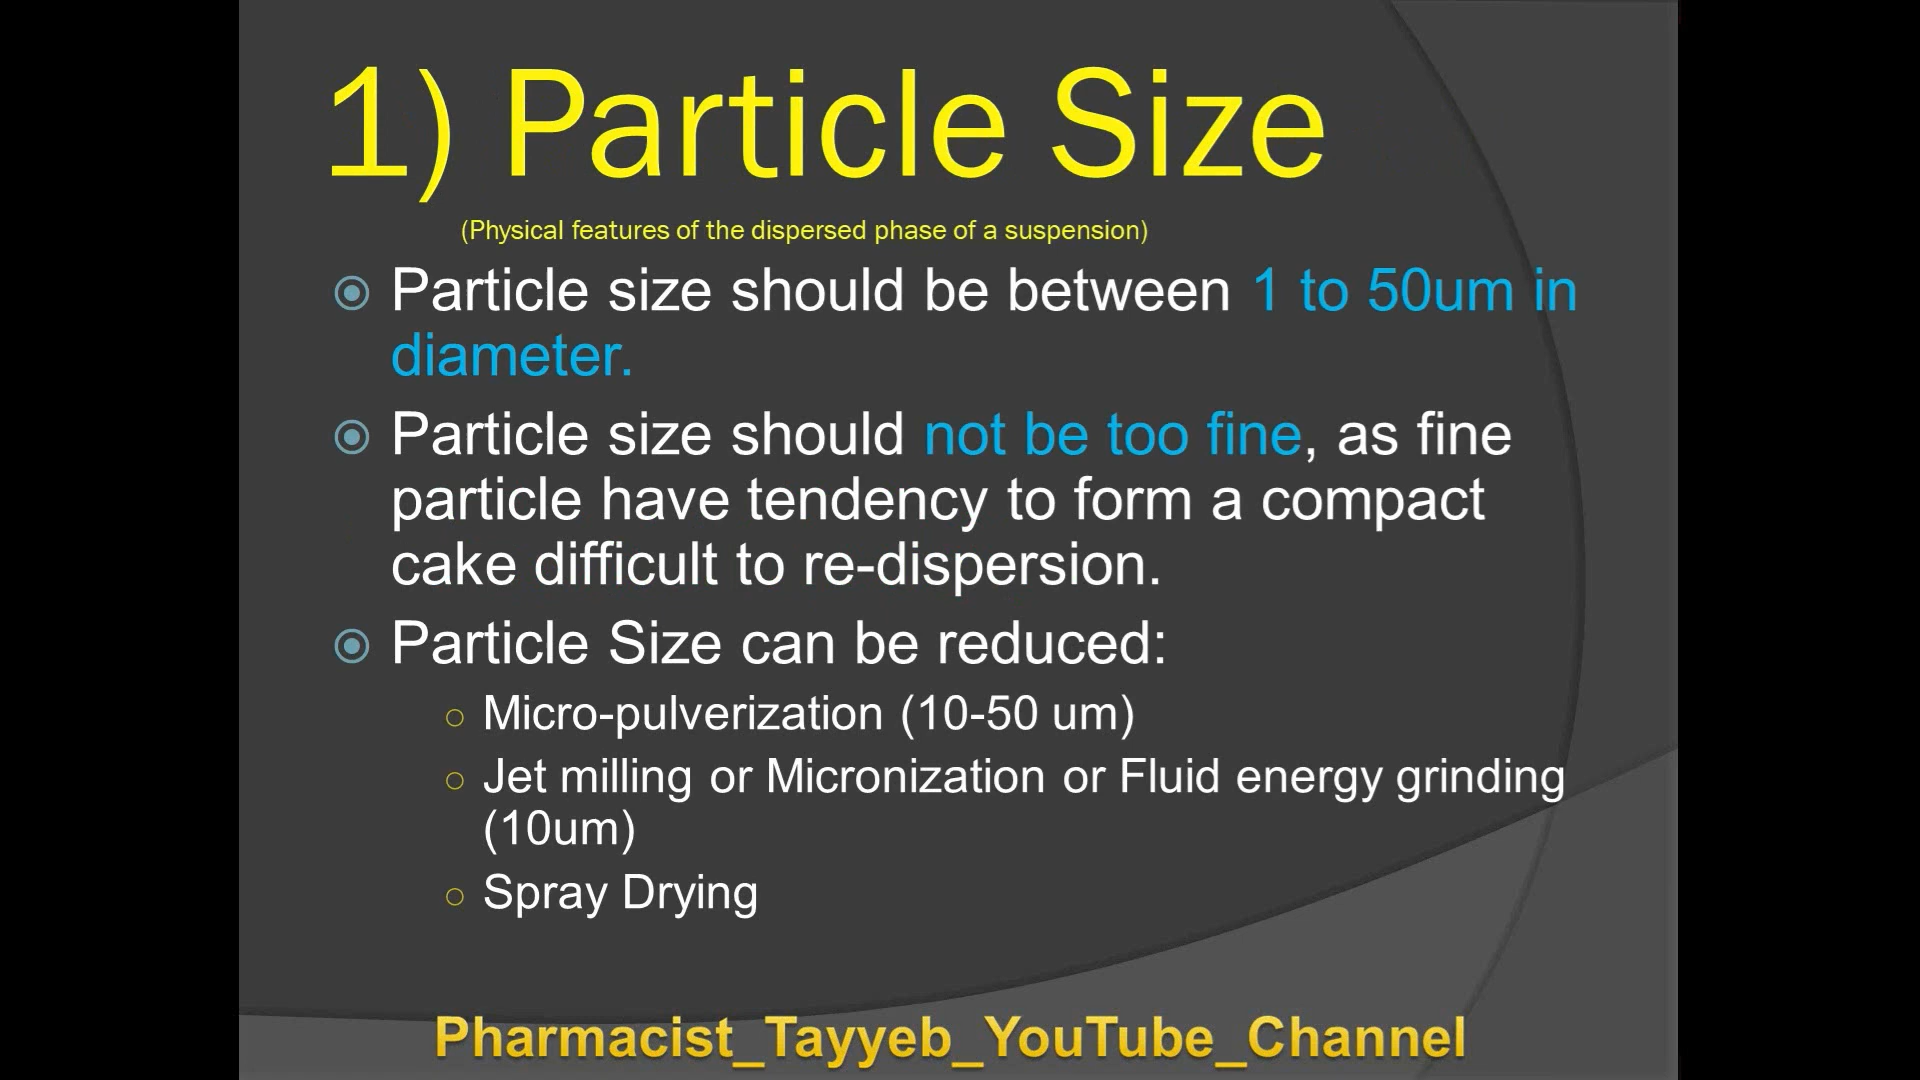 1) Particle Size
(Physical features of the dispersed phase of a suspension)
Particle size should be between 1 to 50um in
diameter.
Particle size should not be too fine, as fine
particle have tendency to form a compact
cake difficult to re-dispersion.
Particle Size can be reduced:
Micro-pulverization (10-50 um)
Jet milling or Micronization or Fluid energy grinding
(10um)
Spray Drying
Pharmacist_Tayyeb_YouTube_Channel